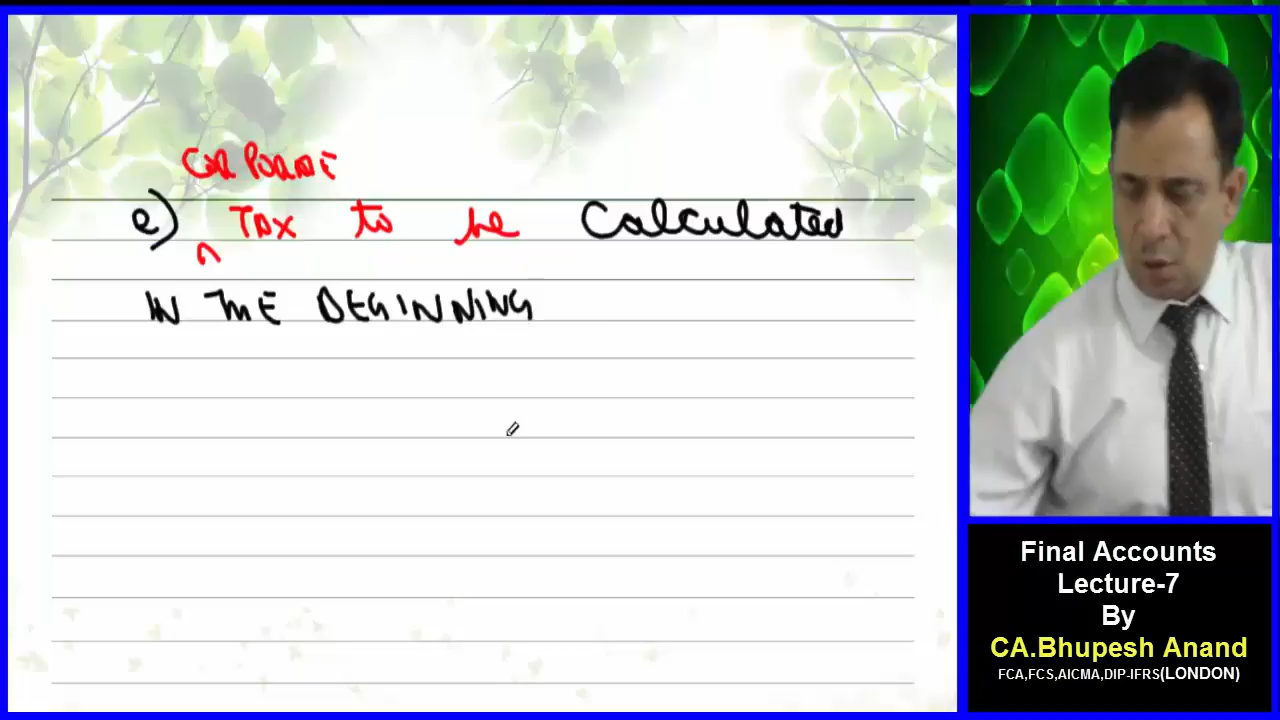 CORPORATE
e) TAX to be Calculated
IN THE BEGINNING
Final Accounts
Lecture-7
By
CA.Bhupesh Anand
FCA,FCS,AICMA,DIP-IFRS(LONDON)